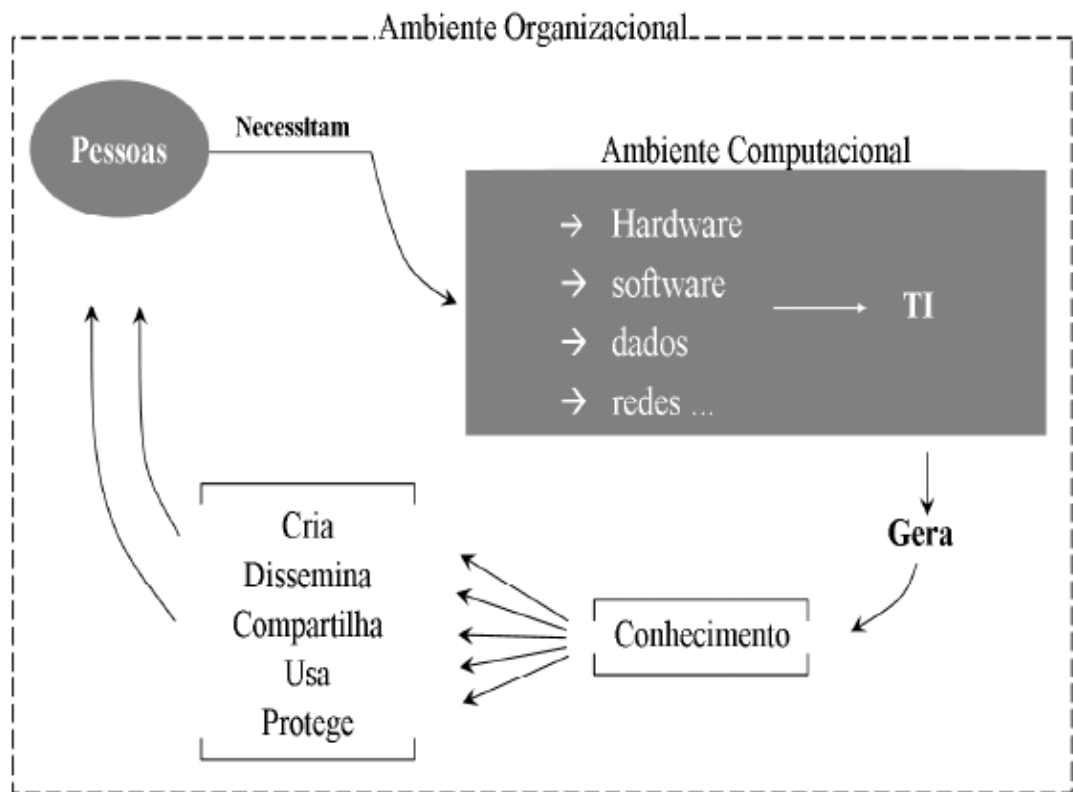 Ambiente Organizacional
Pessoas
Necessitam
Ambiente Computacional
→ Hardware
→ software
→ dados
→ redes ...
TI
Gera
Conhecimento
Cria
Dissemina
Compartilha
Usa
Protege